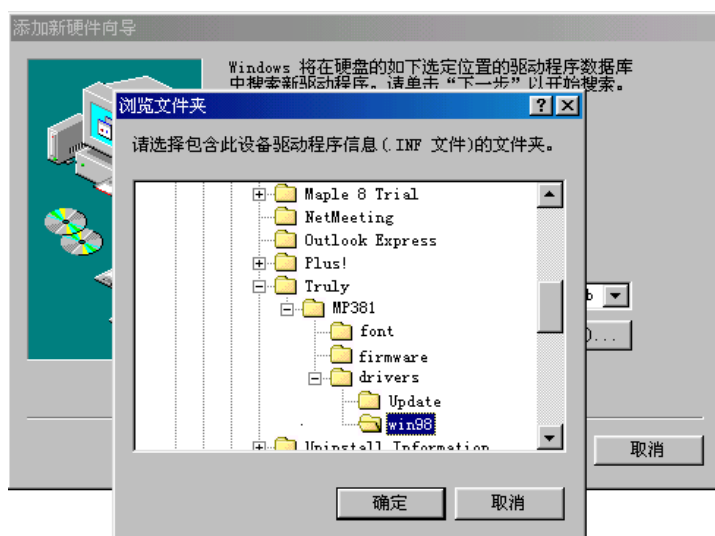 添加新硬件向导
Windows 将在硬盘的如下选定位置的驱动程序数据库
中搜索新驱动程序。请单击“下一步”以开始搜索。
浏览文件夹
请选择包含此设备驱动程序信息(.INF 文件)的文件夹。
Maple 8 Trial
NetMeeting
Outlook Express
Plus!
Truly
MP381
font
firmware
drivers
Update
win98
Uninstall Information
b
)...
取消
确定
取消